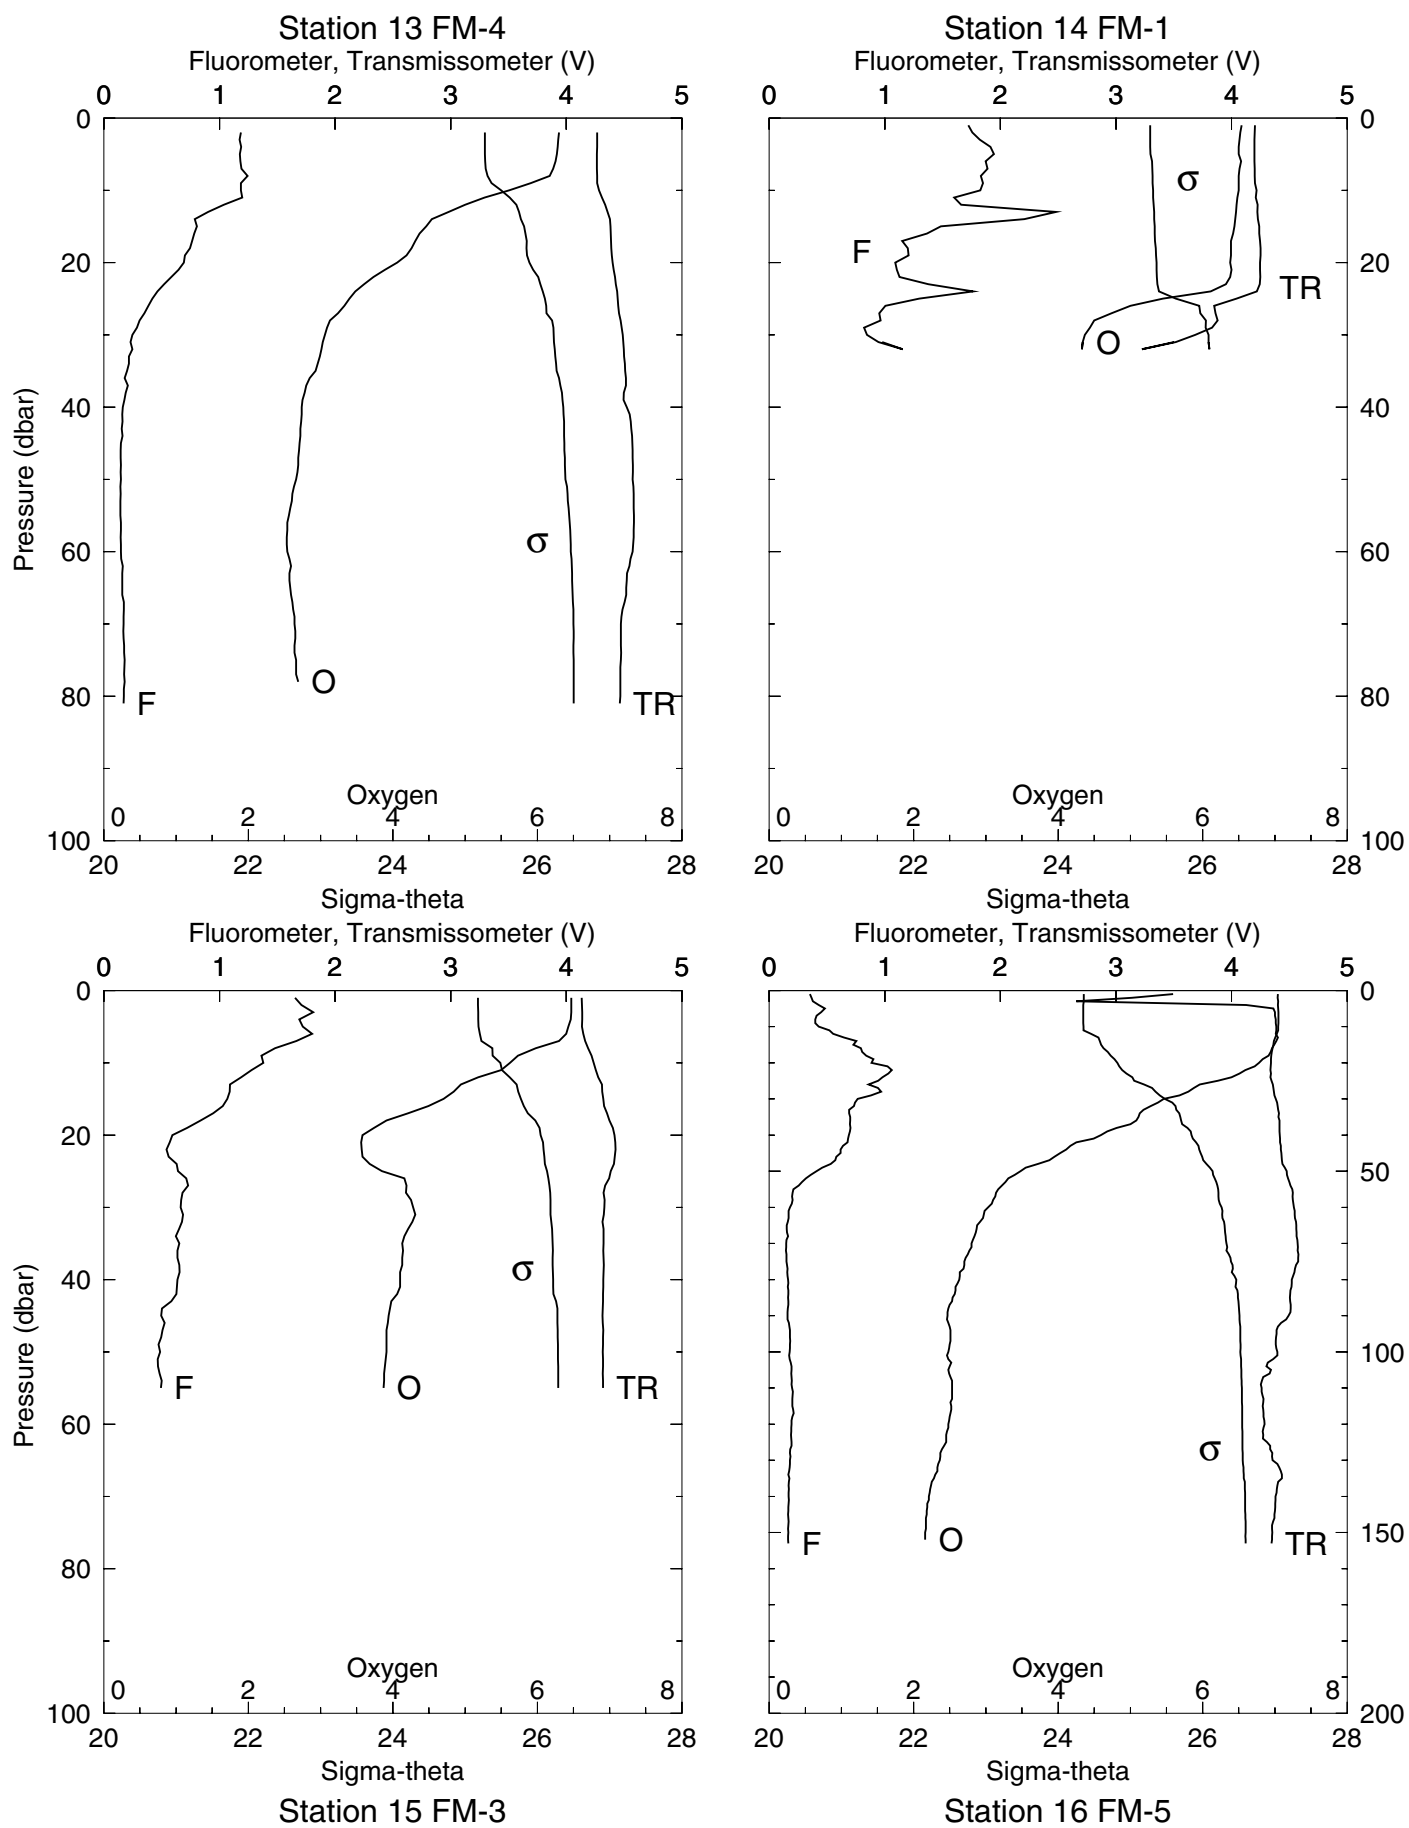 Station 13 FM-4
Fluorometer, Transmissometer (V)
0 1 2 3 4 5
0
20
40
60
80
100
Pressure (dbar)
σ
F
O
TR
Oxygen
0 2 4 6 8
20 22 24 26 28
Sigma-theta
Station 14 FM-1
Fluorometer, Transmissometer (V)
0 1 2 3 4 5
0
20
40
60
80
100
σ
F
TR
O
Oxygen
0 2 4 6 8
20 22 24 26 28
Sigma-theta
Fluorometer, Transmissometer (V)
0 1 2 3 4 5
0
20
40
60
80
100
Pressure (dbar)
σ
F
O
TR
Oxygen
0 2 4 6 8
20 22 24 26 28
Sigma-theta
Station 15 FM-3
Fluorometer, Transmissometer (V)
0 1 2 3 4 5
0
50
100
150
200
σ
F
O
TR
Oxygen
0 2 4 6 8
20 22 24 26 28
Sigma-theta
Station 16 FM-5